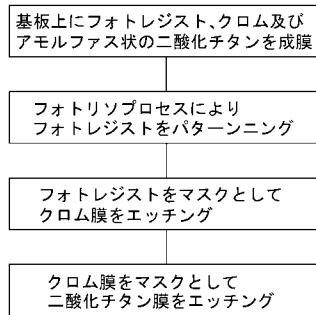 基板上にフォトレジスト、クロム及び
アモルファス状の二酸化チタンを成膜
フォトリソプロセスにより
フォトレジストをパターンニング
フォトレジストをマスクとして
クロム膜をエッチング
クロム膜をマスクとして
二酸化チタン膜をエッチング